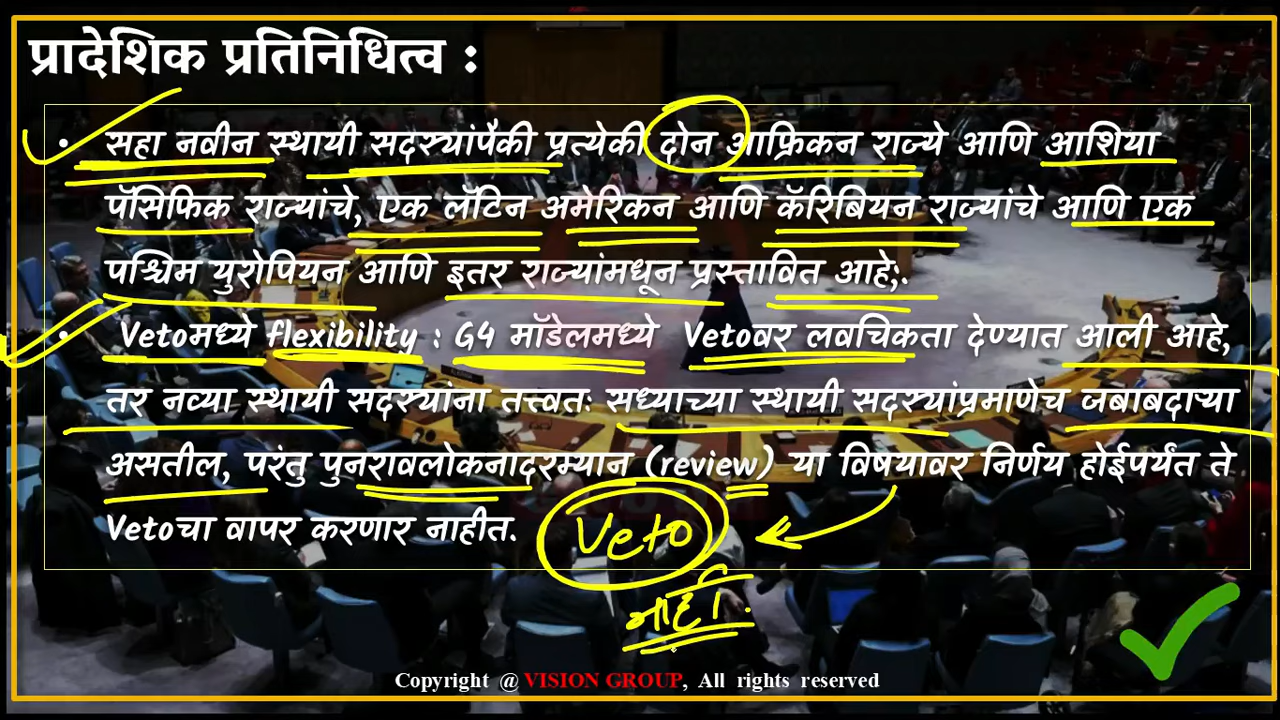 प्रादेशिक प्रतिनिधित्व :
• सहा नवीन स्थायी सदस्यांपैकी प्रत्येकी दोन आफ्रिकन राज्ये आणि आशिया
पॅसिफिक राज्यांचे, एक लॅटिन अमेरिकन आणि कॅरिबियन राज्यांचे आणि एक
पश्चिम युरोपियन आणि इतर राज्यांमधून प्रस्तावित आहे;.
• Vetoमध्ये flexibility : G4 मॉडेलमध्ये Vetoवर लवचिकता देण्यात आली आहे,
तर नव्या स्थायी सदस्यांना तत्त्वतः सध्याच्या स्थायी सदस्यांप्रमाणेच जबाबदाऱ्या
असतील, परंतु पुनरावलोकनादरम्यान (review) या विषयावर निर्णय होईपर्यंत ते
Vetoचा वापर करणार नाहीत.
Veto
नाही.
Copyright @ VISION GROUP, All rights reserved